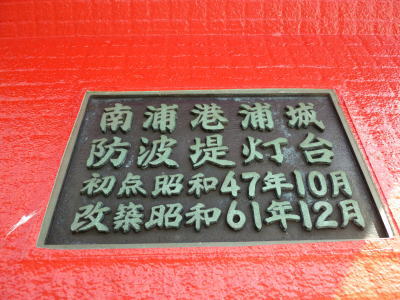 南浦港浦城
防波堤灯台
初点昭和47年10月
改築昭和61年12月